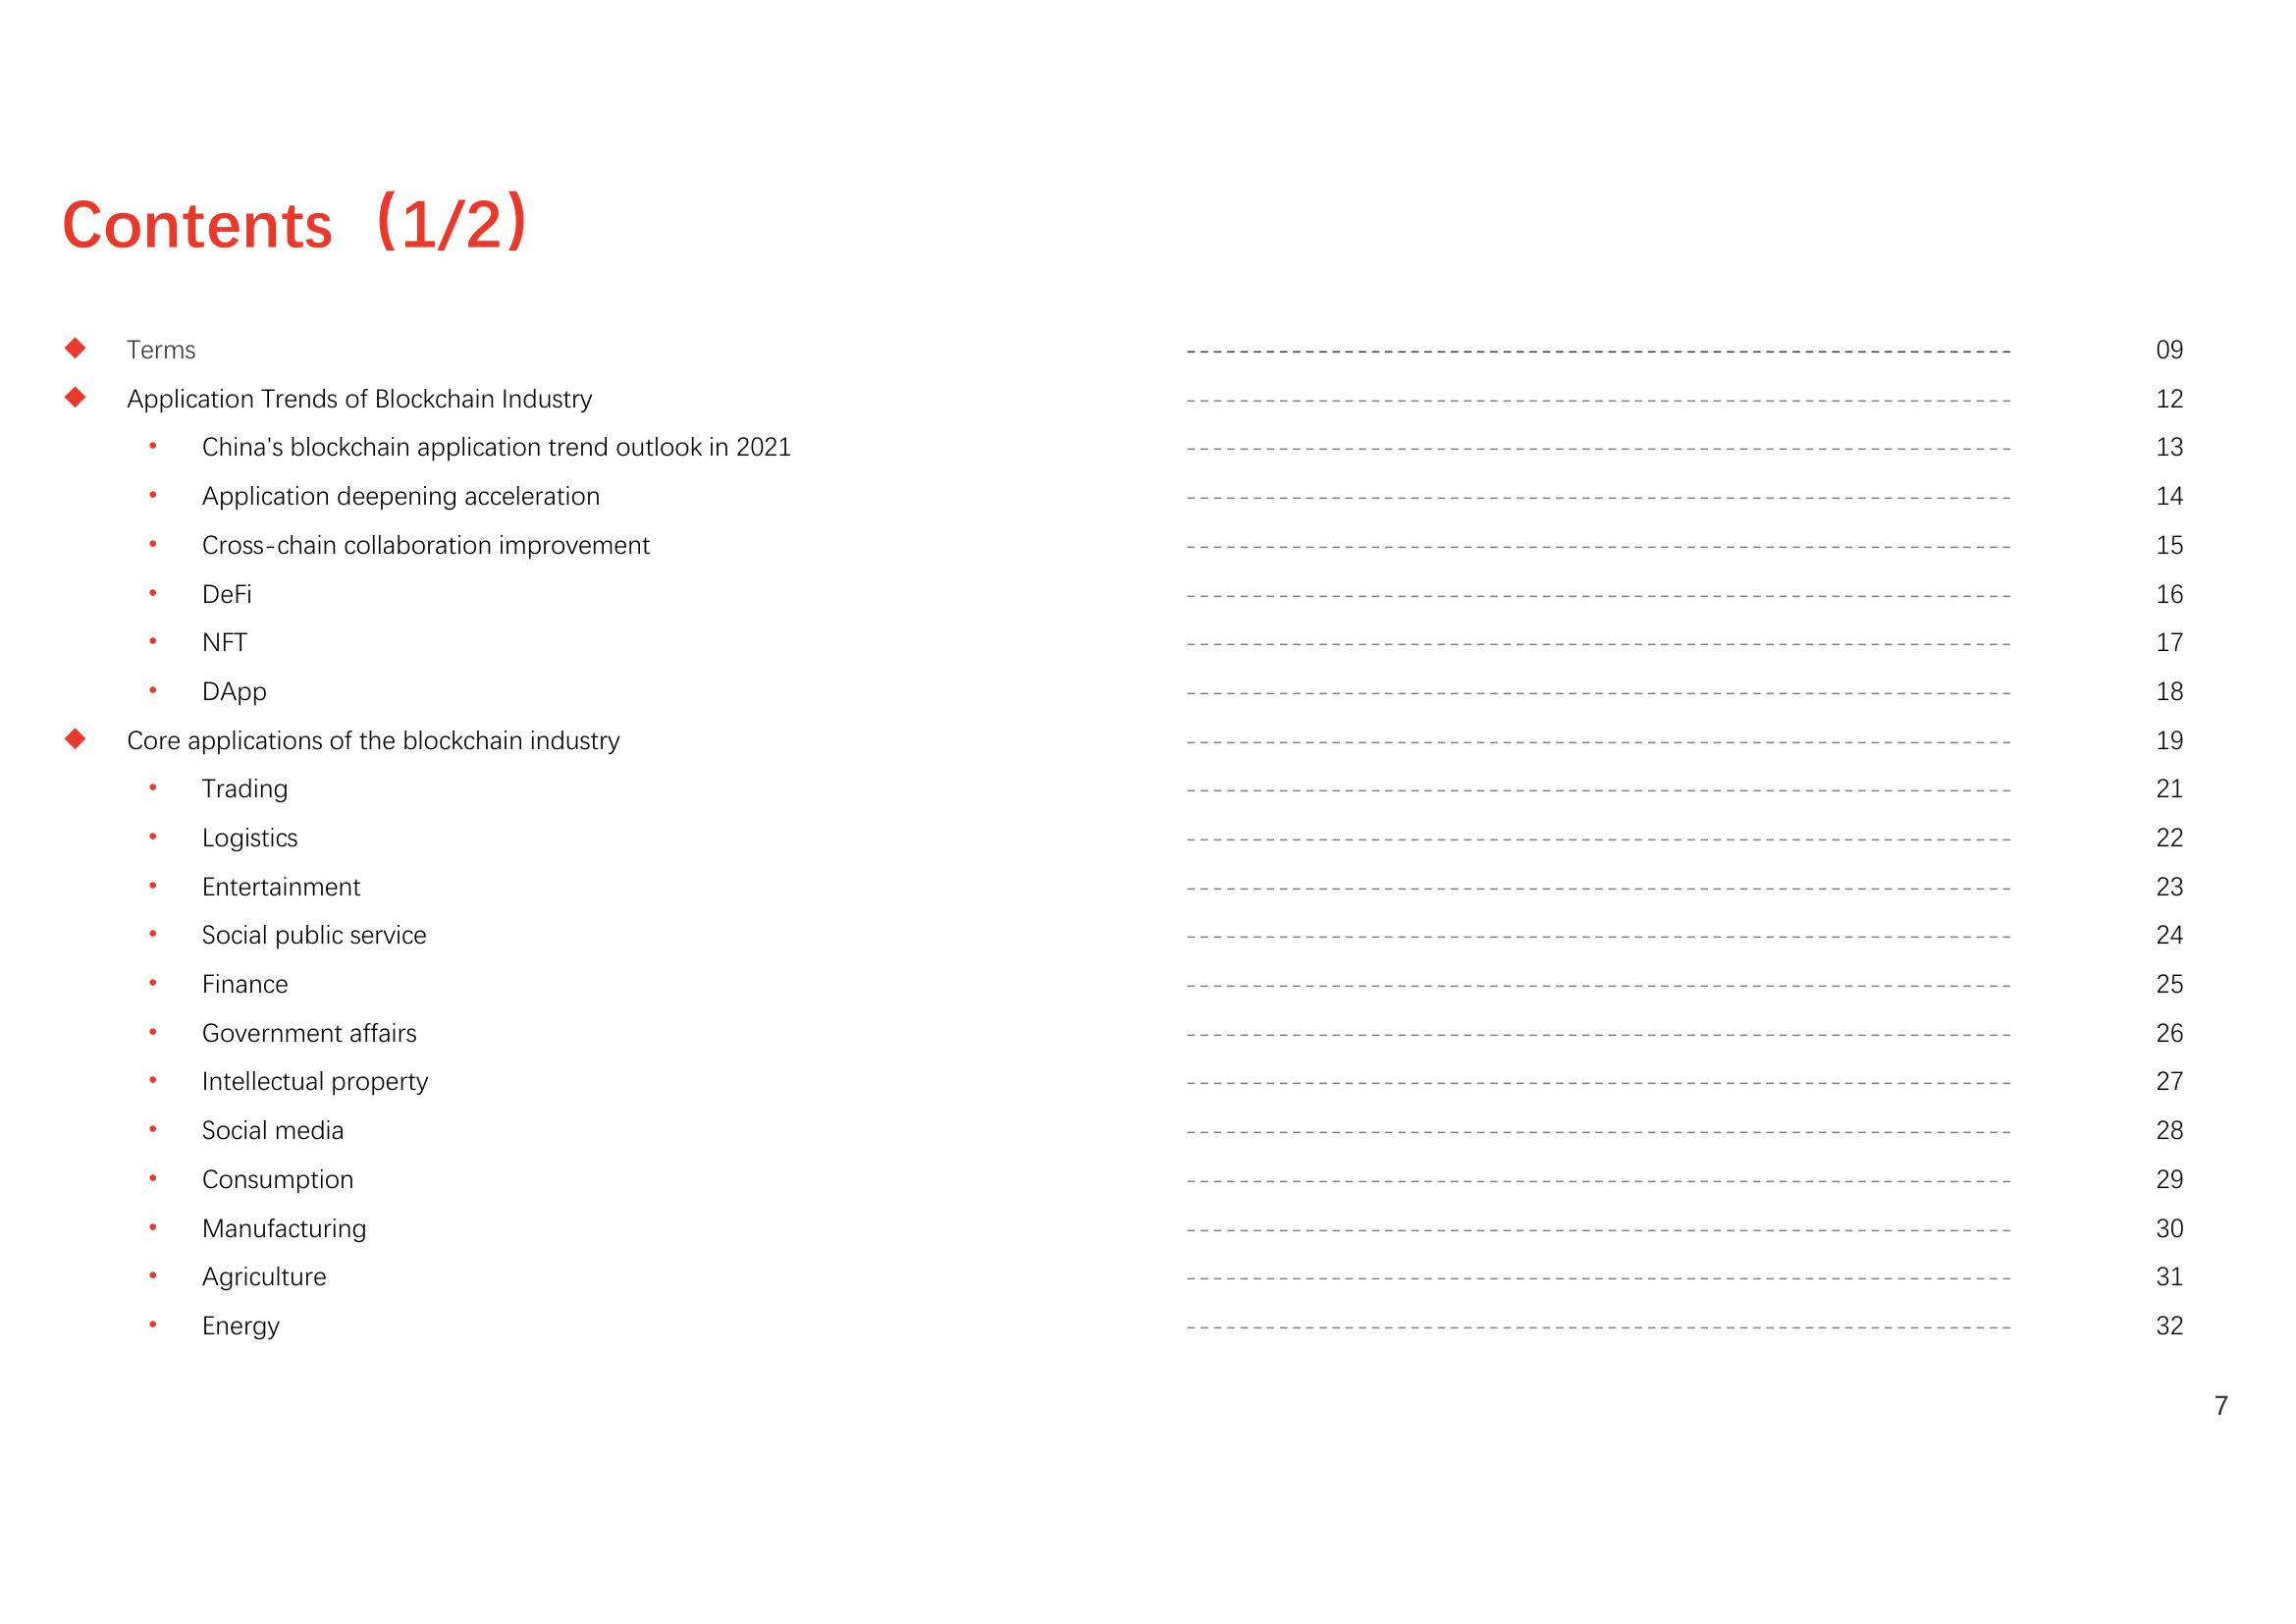 Contents（1/2）
◆ Terms ---------------------------------------------------------------- 09
◆ Application Trends of Blockchain Industry ---------------------------------------------------------------- 12
• China's blockchain application trend outlook in 2021 ---------------------------------------------------------------- 13
• Application deepening acceleration ---------------------------------------------------------------- 14
• Cross-chain collaboration improvement ---------------------------------------------------------------- 15
• DeFi ---------------------------------------------------------------- 16
• NFT ---------------------------------------------------------------- 17
• DApp ---------------------------------------------------------------- 18
◆ Core applications of the blockchain industry ---------------------------------------------------------------- 19
• Trading ---------------------------------------------------------------- 21
• Logistics ---------------------------------------------------------------- 22
• Entertainment ---------------------------------------------------------------- 23
• Social public service ---------------------------------------------------------------- 24
• Finance ---------------------------------------------------------------- 25
• Government affairs ---------------------------------------------------------------- 26
• Intellectual property ---------------------------------------------------------------- 27
• Social media ---------------------------------------------------------------- 28
• Consumption ---------------------------------------------------------------- 29
• Manufacturing ---------------------------------------------------------------- 30
• Agriculture ---------------------------------------------------------------- 31
• Energy ---------------------------------------------------------------- 32
7